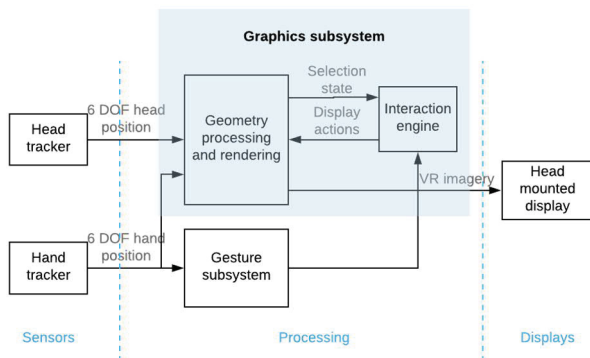 Graphics subsystem
Selection
state
6 DOF head
position
Head
tracker
Geometry
processing
and rendering
Display
actions
Interaction
engine
VR imagery
Head
mounted
display
6 DOF hand
position
Hand
tracker
Gesture
subsystem
Sensors
Processing
Displays